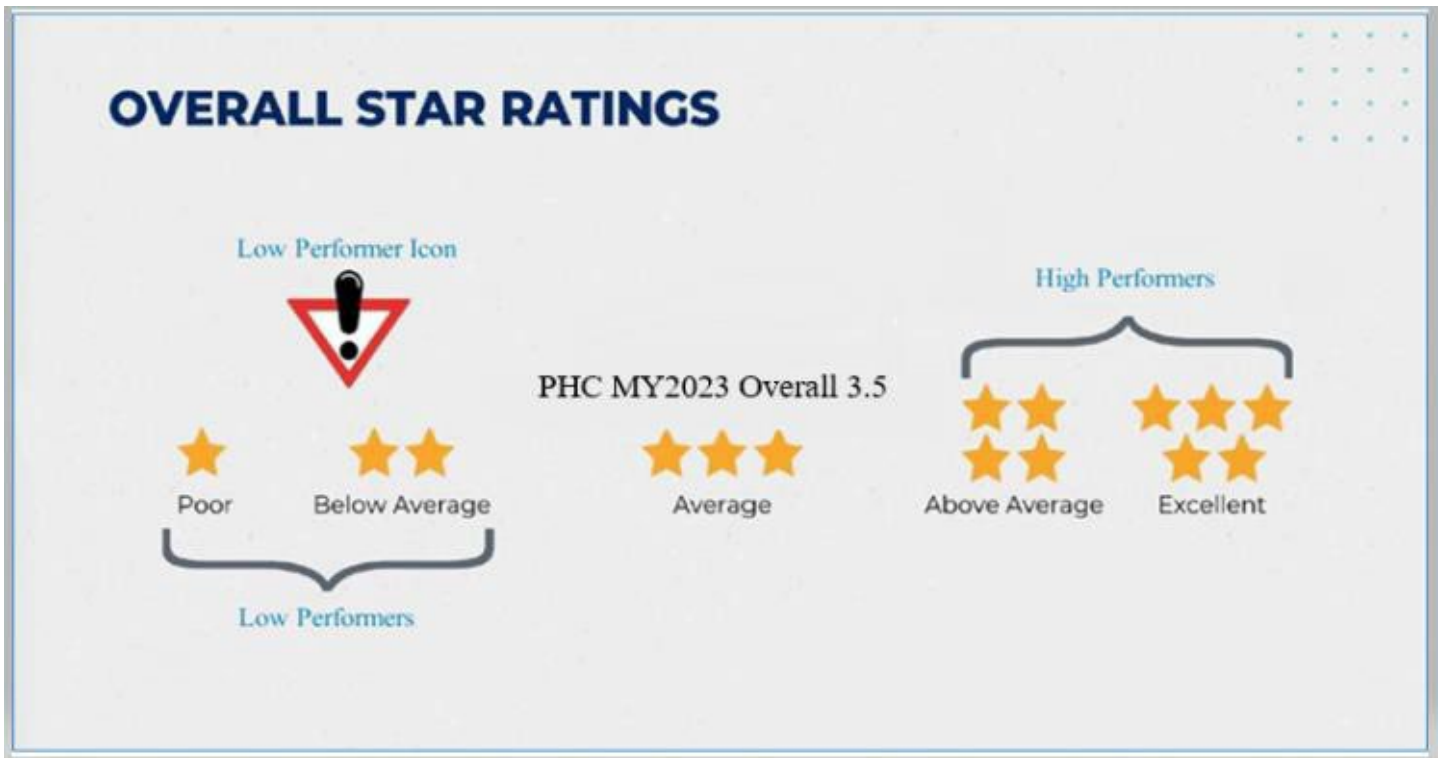 OVERALL STAR RATINGS
Low Performer Icon
High Performers
PHC MY2023 Overall 3.5
Poor
Below Average
Average
Above Average
Excellent
Low Performers